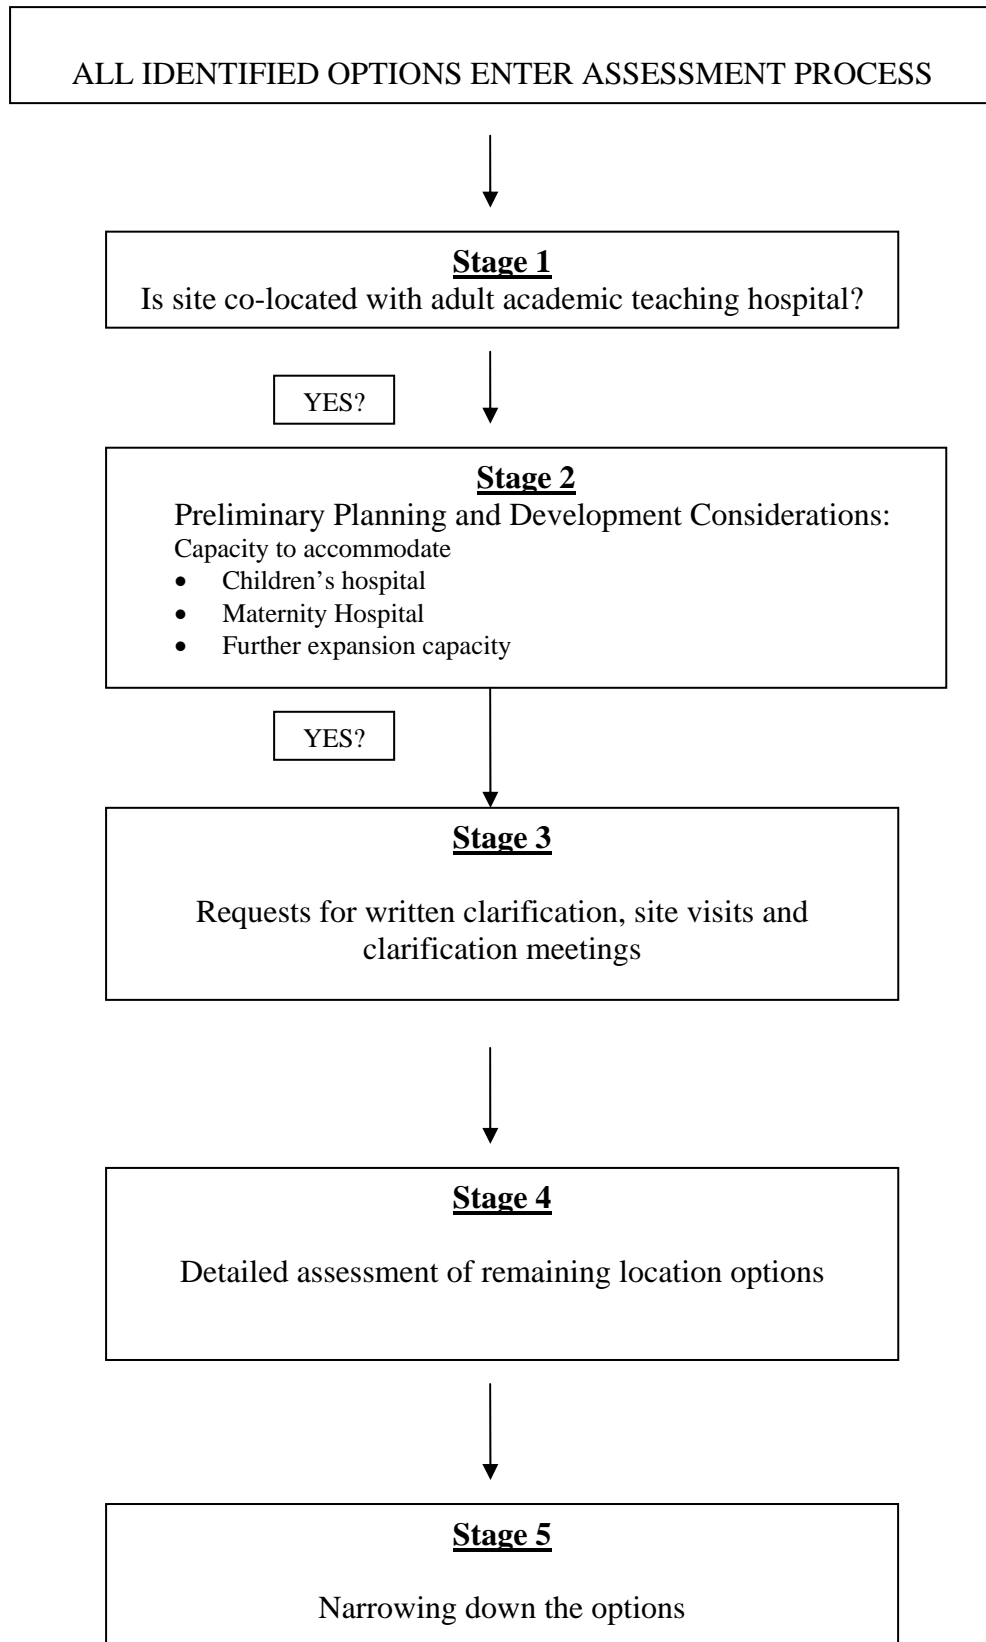 ALL IDENTIFIED OPTIONS ENTER ASSESSMENT PROCESS
Stage 1
Is site co-located with adult academic teaching hospital?
YES?
Stage 2
Preliminary Planning and Development Considerations:
Capacity to accommodate
• Children’s hospital
• Maternity Hospital
• Further expansion capacity
YES?
Stage 3
Requests for written clarification, site visits and
clarification meetings
Stage 4
Detailed assessment of remaining location options
Stage 5
Narrowing down the options